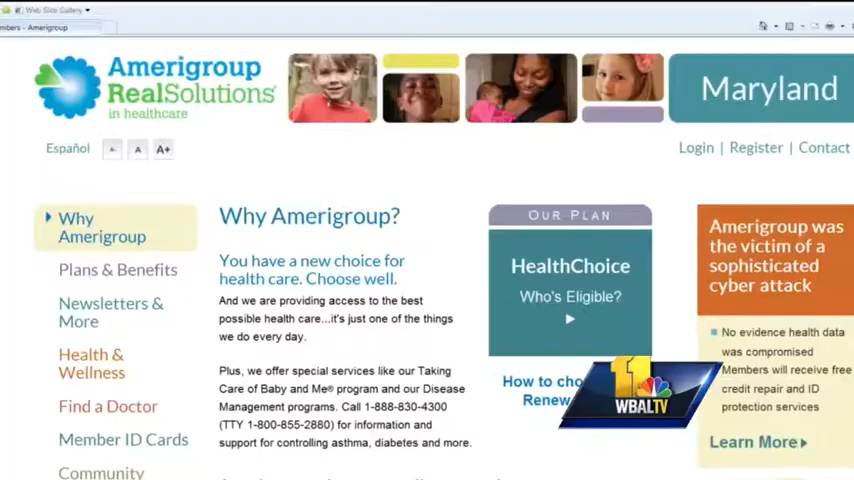 Web Slice Gallery
mbers - Amerigroup
Amerigroup
RealSolutions
in healthcare
Maryland
Español
A-
A
A+
Login | Register | Contact
Why
Amerigroup
Plans & Benefits
Newsletters &
More
Health &
Wellness
Find a Doctor
Member ID Cards
Community
Why Amerigroup?
You have a new choice for
health care. Choose well.
And we are providing access to the best
possible health care...it's just one of the things
we do every day.
Plus, we offer special services like our Taking
Care of Baby and Me® program and our Disease
Management programs. Call 1-888-830-4300
(TTY 1-800-855-2880) for information and
support for controlling asthma, diabetes and more.
OUR PLAN
HealthChoice
Who's Eligible?
How to cho
Renew
11
WBALTV
Amerigroup was
the victim of a
sophisticated
cyber attack
No evidence health data
was compromised
Members will receive free
credit repair and ID
protection services
Learn More